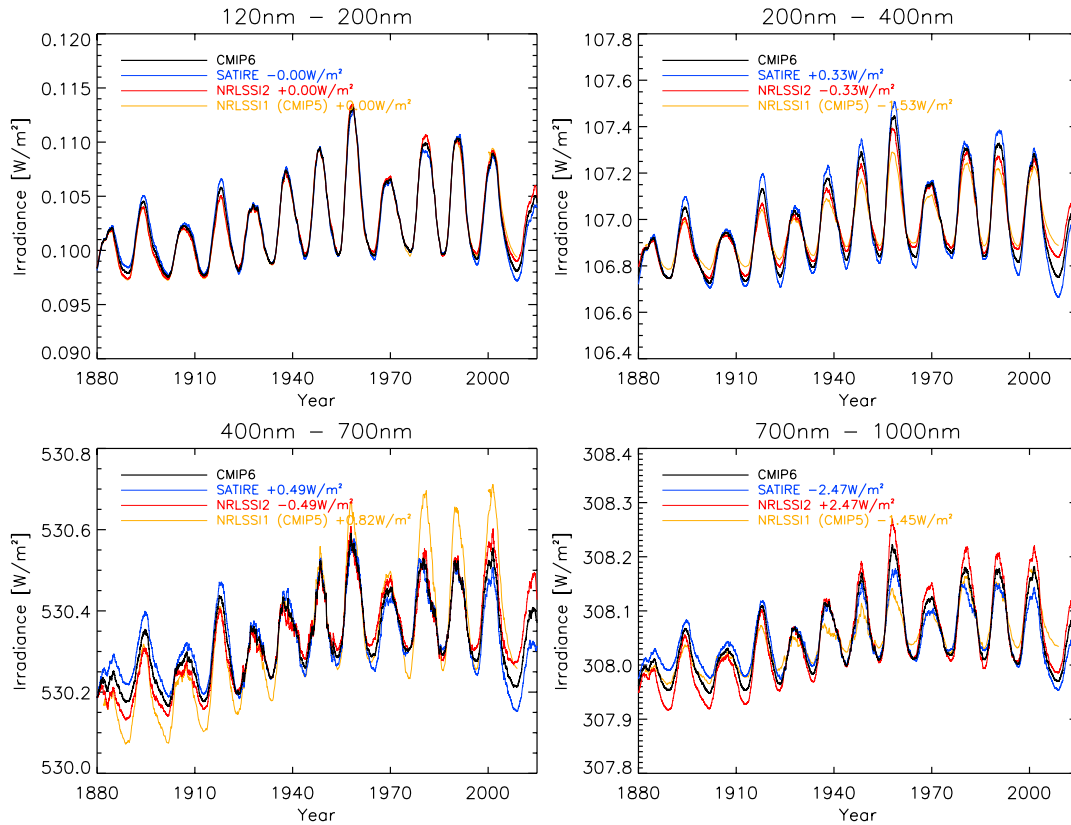 120nm − 200nm
0.120
0.115
0.110
0.105
0.100
0.095
0.090
Irradiance [W/m²]
CMIP6
SATIRE −0.00W/m²
NRLSSI2 +0.00W/m²
NRLSSI1 (CMIP5) +0.00W/m²
1880 1910 1940 1970 2000
Year
200nm − 400nm
107.8
107.6
107.4
107.2
107.0
106.8
106.6
106.4
Irradiance [W/m²]
CMIP6
SATIRE +0.33W/m²
NRLSSI2 −0.33W/m²
NRLSSI1 (CMIP5) −1.53W/m²
1880 1910 1940 1970 2000
Year
400nm − 700nm
530.8
530.6
530.4
530.2
530.0
Irradiance [W/m²]
CMIP6
SATIRE +0.49W/m²
NRLSSI2 −0.49W/m²
NRLSSI1 (CMIP5) +0.82W/m²
1880 1910 1940 1970 2000
Year
700nm − 1000nm
308.4
308.3
308.2
308.1
308.0
307.9
307.8
Irradiance [W/m²]
CMIP6
SATIRE −2.47W/m²
NRLSSI2 +2.47W/m²
NRLSSI1 (CMIP5) −1.45W/m²
1880 1910 1940 1970 2000
Year